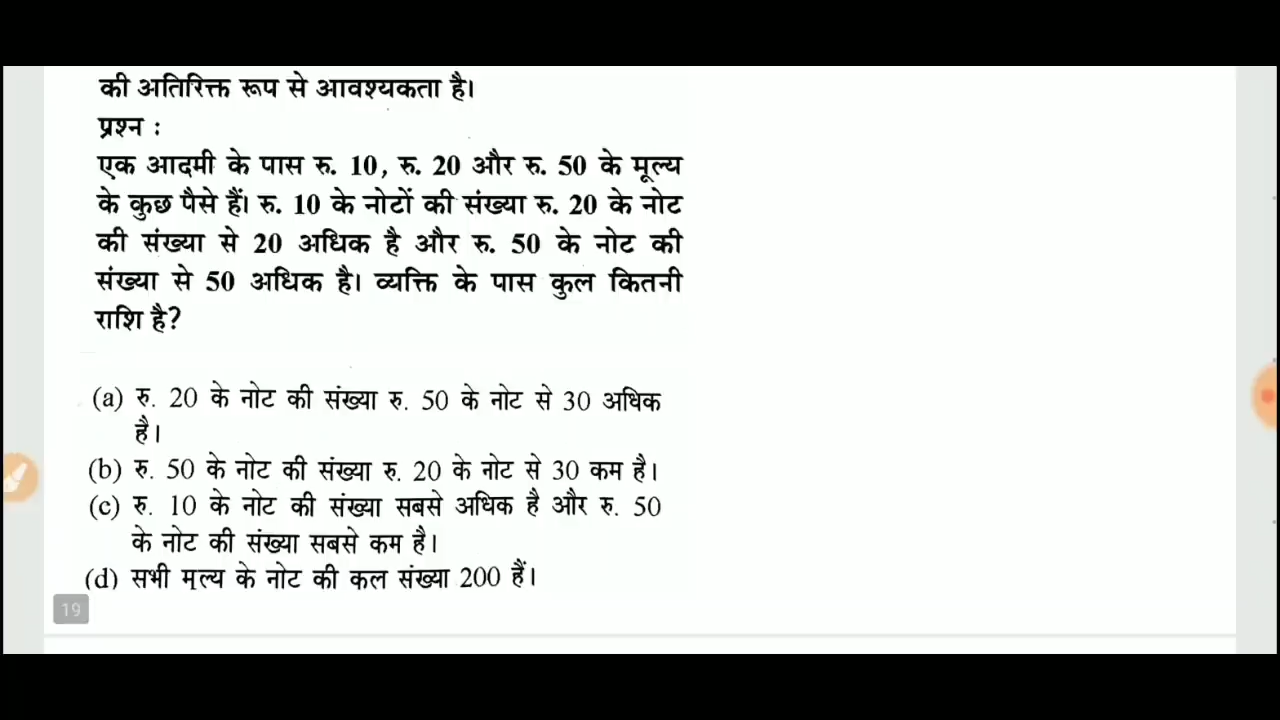 की अतिरिक्त रूप से आवश्यकता है।
प्रश्न :
एक आदमी के पास रु. 10, रु. 20 और रु. 50 के मूल्य
के कुछ पैसे हैं। रु. 10 के नोटों की संख्या रु. 20 के नोट
की संख्या से 20 अधिक है और रु. 50 के नोट की
संख्या से 50 अधिक है। व्यक्ति के पास कुल कितनी
राशि है?
(a) रु. 20 के नोट की संख्या रु. 50 के नोट से 30 अधिक
है।
(b) रु. 50 के नोट की संख्या रु. 20 के नोट से 30 कम है।
(c) रु. 10 के नोट की संख्या सबसे अधिक है और रु. 50
के नोट की संख्या सबसे कम है।
(d) सभी मूल्य के नोट की कुल संख्या 200 हैं।
19